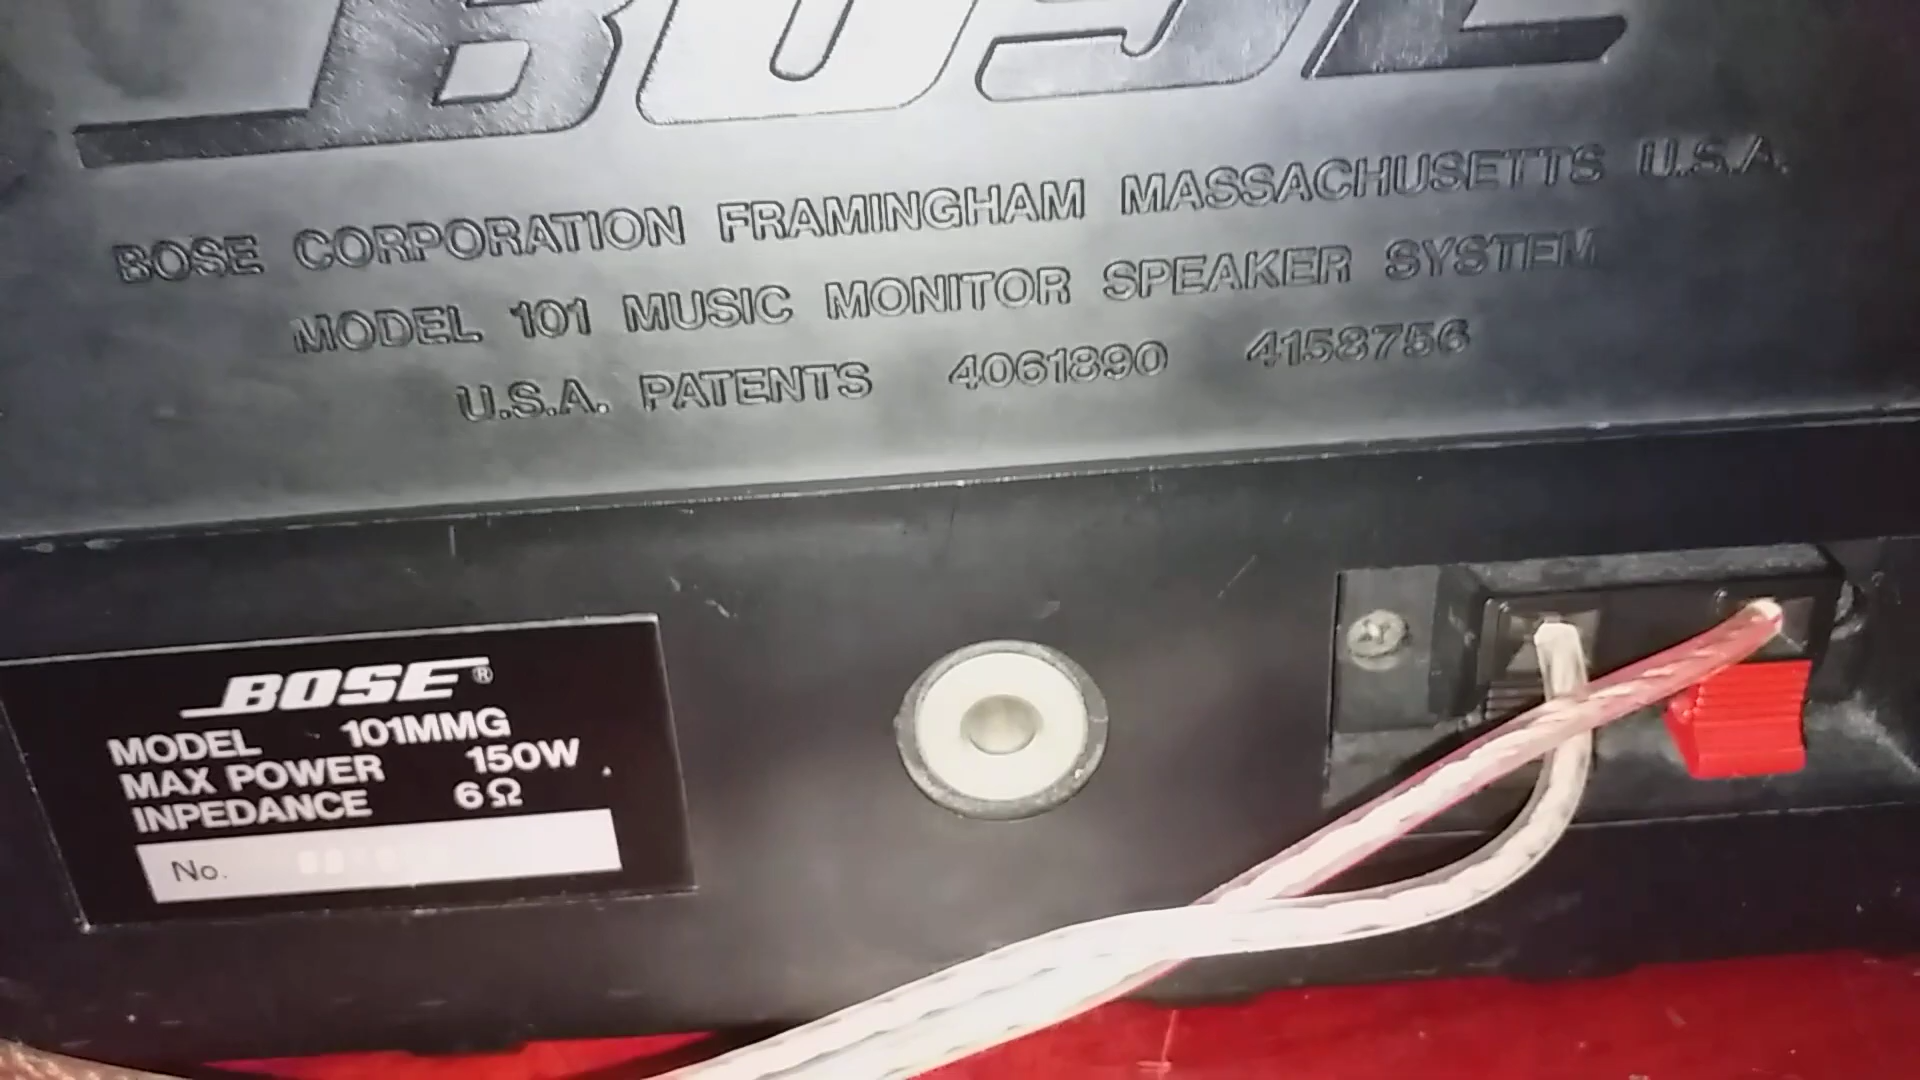 BOSE
BOSE CORPORATION FRAMINGHAM MASSACHUSETTS U.S.A.
MODEL 101 MUSIC MONITOR SPEAKER SYSTEM
U.S.A. PATENTS 4061890 4158756
BOSE®
MODEL 101MMG
MAX POWER 150W
INPEDANCE 6Ω
No.